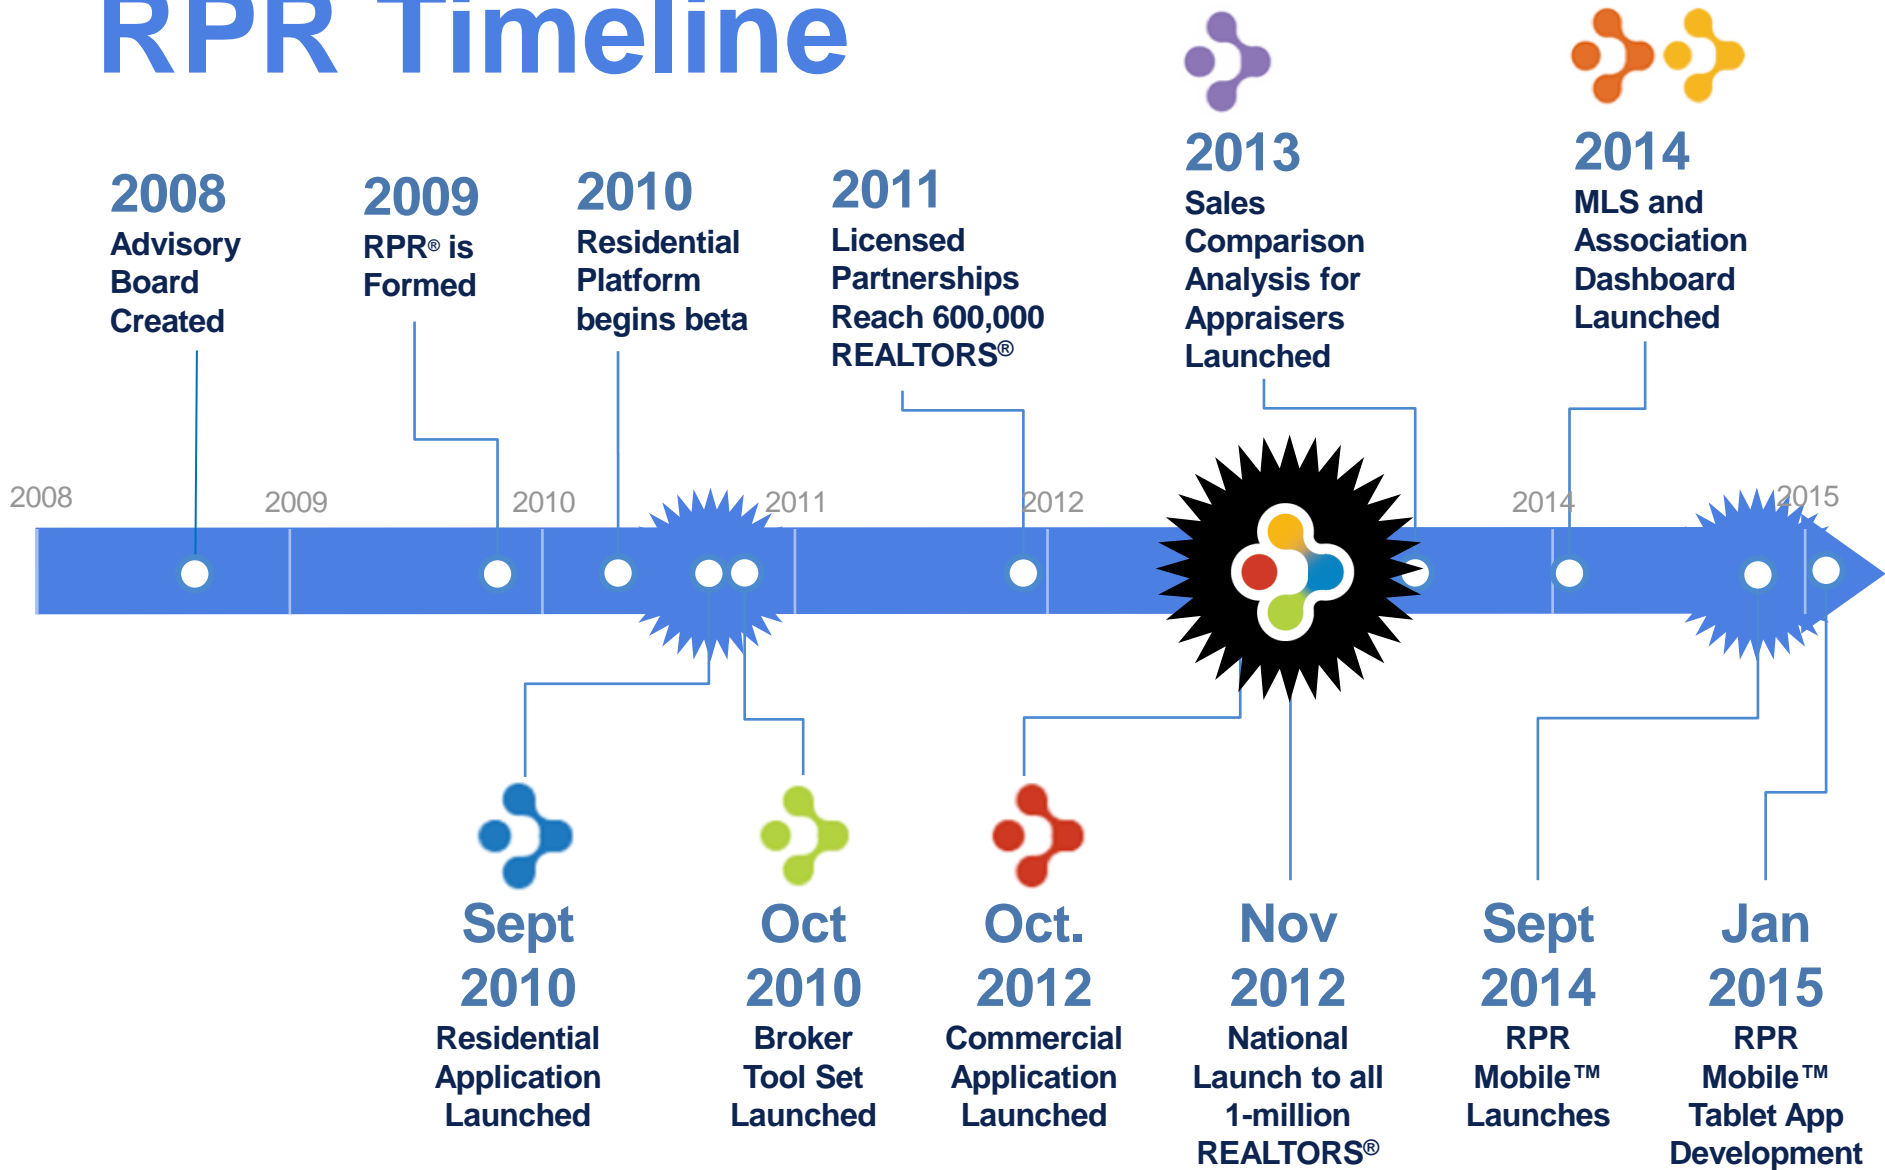 RPR Timeline
2008
Advisory
Board
Created
2009
RPR® is
Formed
2010
Residential
Platform
begins beta
2011
Licensed
Partnerships
Reach 600,000
REALTORS®
2013
Sales
Comparison
Analysis for
Appraisers
Launched
2014
MLS and
Association
Dashboard
Launched
2008
2009
2010
2011
2012
2014
2015
Sept
2010
Residential
Application
Launched
Oct
2010
Broker
Tool Set
Launched
Oct.
2012
Commercial
Application
Launched
Nov
2012
National
Launch to all
1-million
REALTORS®
Sept
2014
RPR
Mobile™
Launches
Jan
2015
RPR
Mobile™
Tablet App
Development